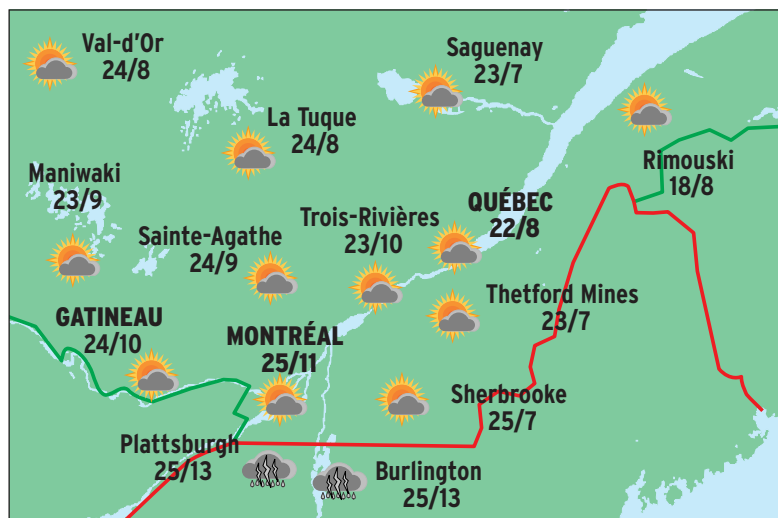 Val-d'Or
24/8
Saguenay
23/7
La Tuque
24/8
Rimouski
18/8
Maniwaki
23/9
QUÉBEC
22/8
Trois-Rivières
23/10
Sainte-Agathe
24/9
Thetford Mines
23/7
GATINEAU
24/10
MONTRÉAL
25/11
Sherbrooke
25/7
Plattsburgh
25/13
Burlington
25/13